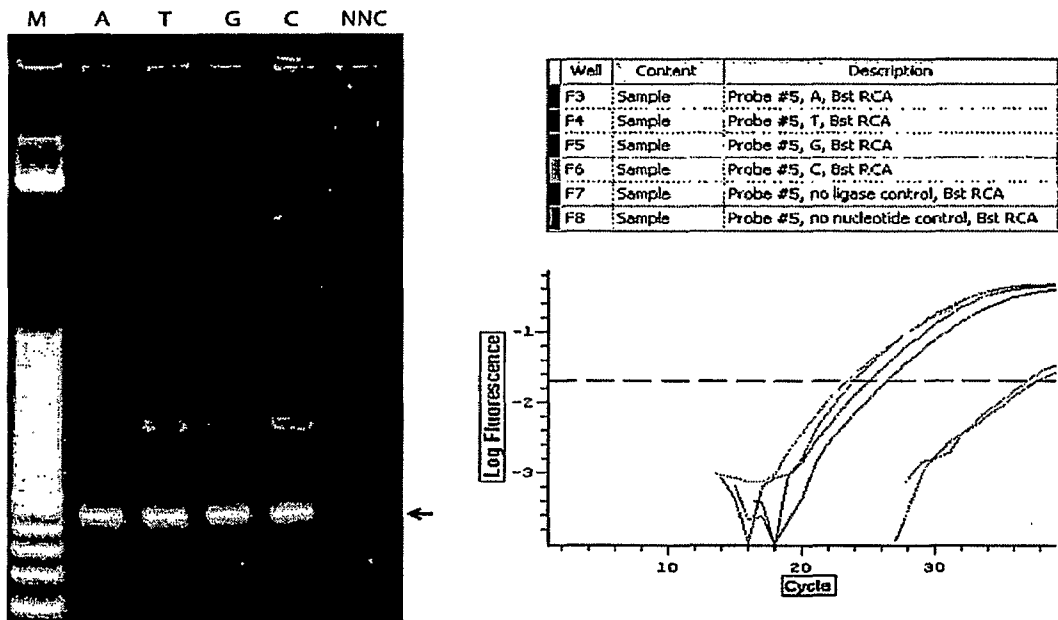 M A T G C NNC
Well Content Description
F3 Sample Probe #5, A, Bst RCA
F4 Sample Probe #5, T, Bst RCA
F5 Sample Probe #5, G, Bst RCA
F6 Sample Probe #5, C, Bst RCA
F7 Sample Probe #5, no ligase control, Bst RCA
F8 Sample Probe #5, no nucleotide control, Bst RCA
Log Fluorescence
-1
-2
-3
10 20 30
Cycle